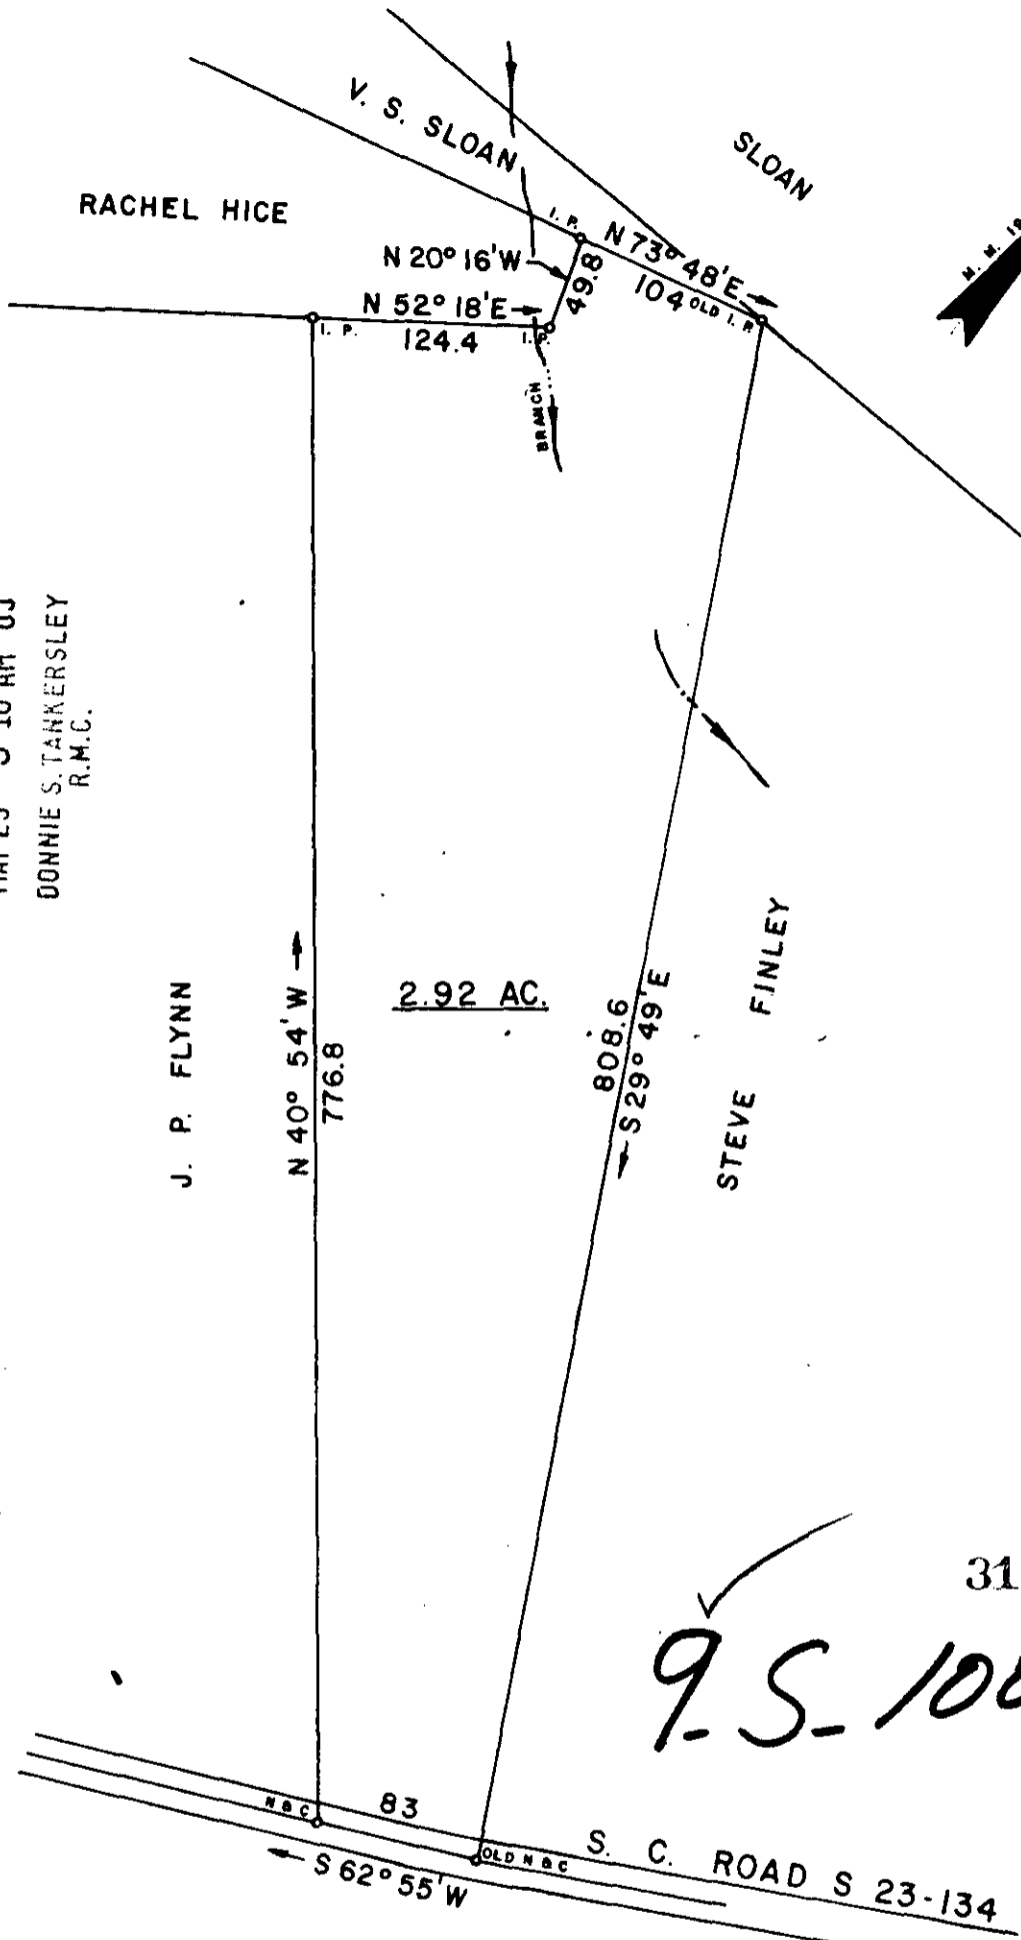 V. S. SLOAN
SLOAN
RACHEL HICE
I. P.
N 73° 48'E
N 20° 16'W
49.8
104
OLD I. P.
N 52° 18'E
I. P.
124.4
I. P.
BRANCH
10 AM
DONNIE S. TANKERSLEY
R.M.C.
J. P. FLYNN
N 40° 54' W
776.8
2.92 AC.
808.6
S 29° 49'E
STEVE FINLEY
31
9-S-10
N & C
83
OLD N & C
S. C. ROAD S 23-134
S 62° 55'W